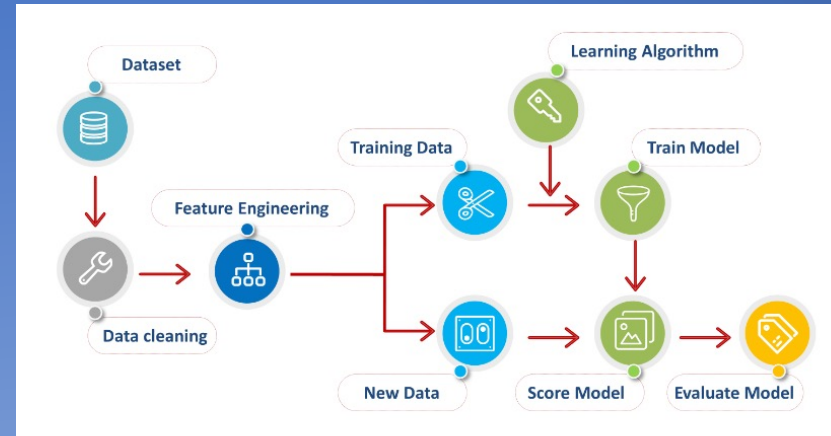 Dataset
Learning Algorithm
Training Data
Train Model
Feature Engineering
Data cleaning
New Data
Score Model
Evaluate Model